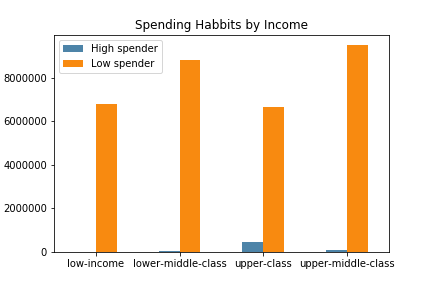 Spending Habbits by Income
High spender
Low spender
8000000
6000000
4000000
2000000
0
low-income lower-middle-class upper-class upper-middle-class